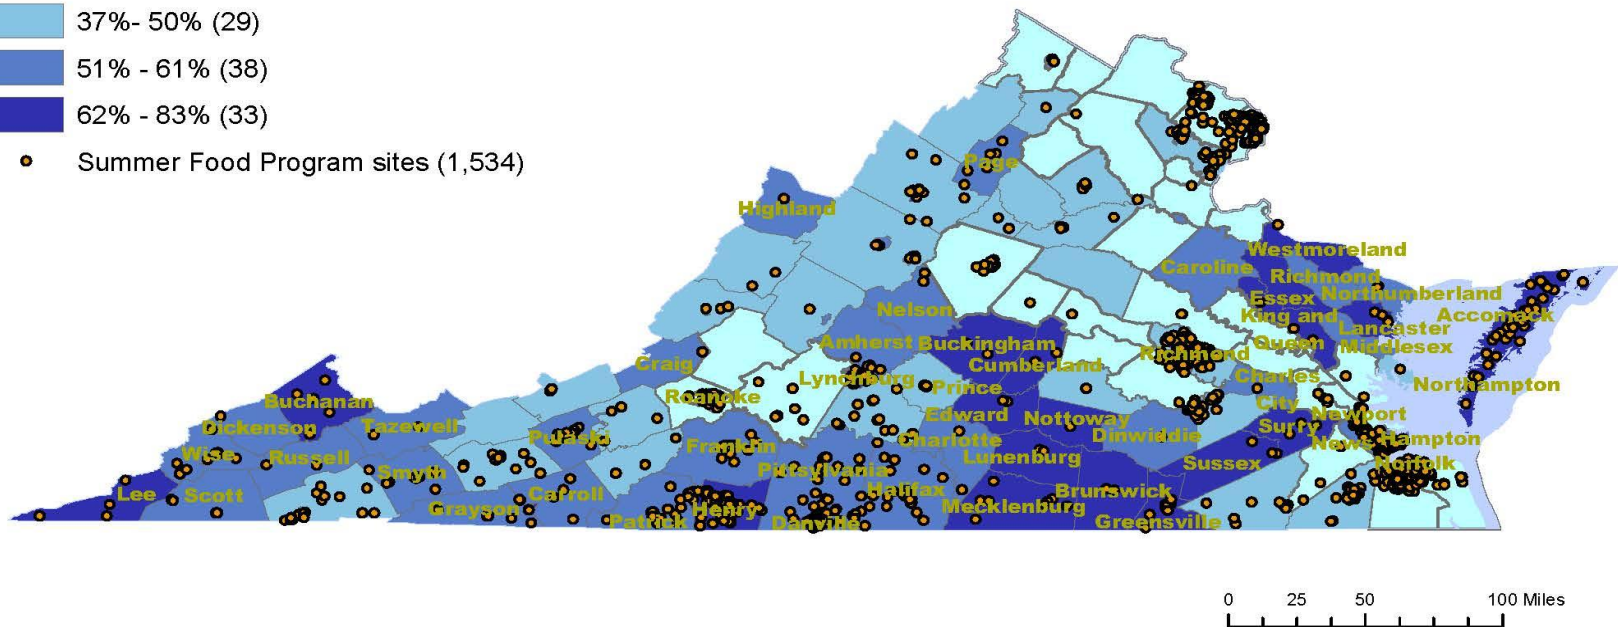 37%- 50% (29)
51% - 61% (38)
62% - 83% (33)
Summer Food Program sites (1,534)
Page
Highland
Westmoreland
Caroline
Richmond
Essex
Northumberland
King and
Queen
Accomack
Lancaster
Middlesex
Nelson
Amherst
Buckingham
Richmond
Cumberland
Craig
Lynchburg
Charles
City
Prince
Edward
Northampton
Roanoke
Buchanan
Newport
News
Nottoway
Dickenson
Tazewell
Dinwiddie
Surry
Pulaski
Charlotte
Hampton
Franklin
Wise
Russell
Lunenburg
Sussex
Norfolk
Smyth
Pittsylvania
Lee
Scott
Carroll
Halifax
Brunswick
Grayson
Henry
Mecklenburg
Patrick
Danville
Greensville
0 25 50 100 Miles